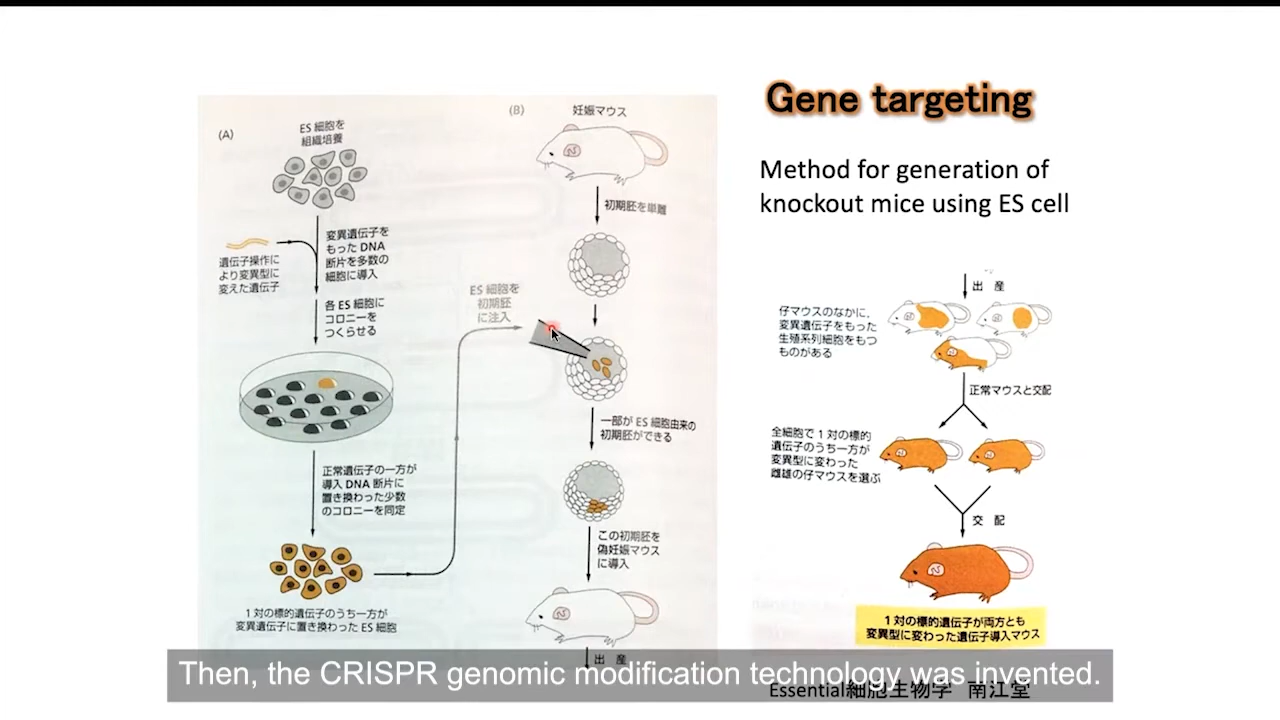 Gene targeting
Method for generation of
knockout mice using ES cell
(A)
ES 細胞を
組織培養
遺伝子操作に
より変異型に
変えた遺伝子
変異遺伝子を
もった DNA
断片を多数の
細胞に導入
各 ES 細胞に
コロニーを
つくらせる
正常遺伝子の一方が
導入 DNA 断片に
置き換わった少数
のコロニーを同定
1 対の標的遺伝子のうち一方が
変異遺伝子に置き換わった ES 細胞
(B)
妊娠マウス
初期胚を単離
ES 細胞を
初期胚
に注入
一部が ES 細胞由来の
初期胚ができる
この初期胚を
偽妊娠マウス
に導入
出 産
出 産
仔マウスのなかに、
変異遺伝子をもった
生殖系列細胞をもつ
ものがある
正常マウスと交配
全細胞で 1 対の標的
遺伝子のうち一方が
変異型に変わった
雌雄の仔マウスを選ぶ
交 配
1 対の標的遺伝子が両方とも
変異型に変わった遺伝子導入マウス
Then, the CRISPR genomic modification technology was invented.
Essential細胞生物学 南江堂